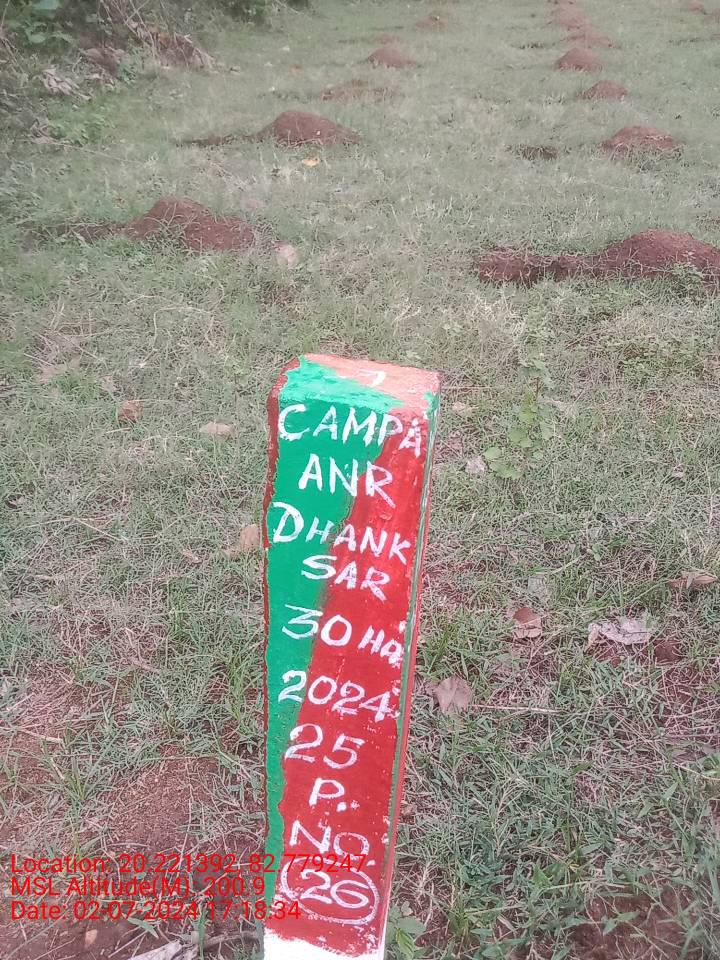 7
CAMPA
ANR
DHANK
SAR
30 HA
2024
25
P.
NO.
26
Location: 20.221392, 82.779247
MSL Altitude(M). 200.9
Date: 02-07-2024 17:18:34